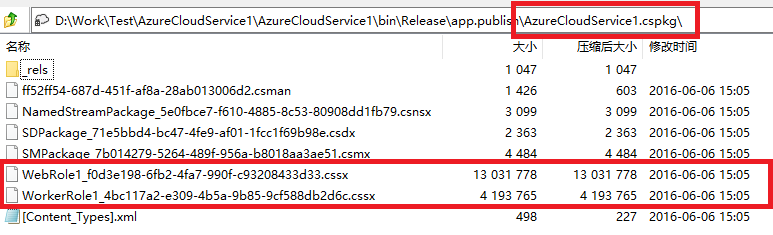 D:\Work\Test\AzureCloudService1\AzureCloudService1\bin\Release\app.publish\AzureCloudService1.cspkg\
名称 大小 压缩后大小 修改时间
_rels 1 047 1 047
ff52ff54-687d-451f-af8a-28ab013006d2.csman 1 426 603 2016-06-06 15:05
NamedStreamPackage_5e0fbce7-f610-4885-8c53-80908dd1fb79.csnsx 3 099 3 099 2016-06-06 15:05
SDPackage_71e5bbd4-bc47-4fe9-af01-1fcc1f69b98e.csdx 2 363 2 363 2016-06-06 15:05
SMPackage_7b014279-5264-489f-956a-b8018aa3ae51.csmx 4 484 4 484 2016-06-06 15:05
WebRole1_f0d3e198-6fb2-4fa7-990f-c93208433d33.cssx 13 031 778 13 031 778 2016-06-06 15:05
WorkerRole1_4bc117a2-e309-4b5a-9b85-9cf588db2d6c.cssx 4 193 765 4 193 765 2016-06-06 15:05
[Content_Types].xml 498 227 2016-06-06 15:05